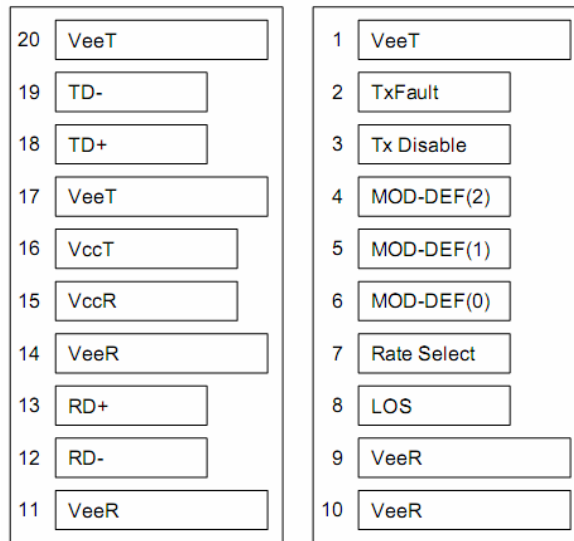 20 VeeT
19 TD-
18 TD+
17 VeeT
16 VccT
15 VccR
14 VeeR
13 RD+
12 RD-
11 VeeR
1 VeeT
2 TxFault
3 Tx Disable
4 MOD-DEF(2)
5 MOD-DEF(1)
6 MOD-DEF(0)
7 Rate Select
8 LOS
9 VeeR
10 VeeR